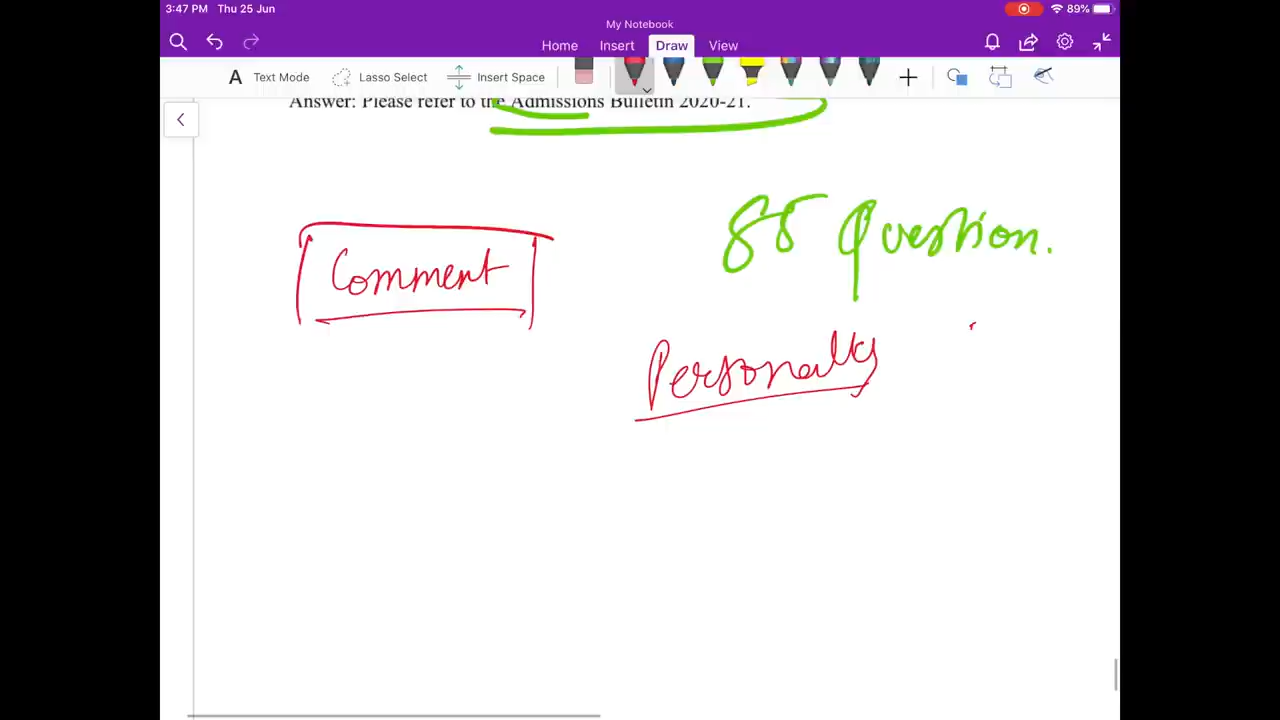 3:47 PM Thu 25 Jun
89%
My Notebook
Home Insert Draw View
A Text Mode Lasso Select Insert Space
Answer: Please refer to the Admissions Bulletin 2020-21.
88 Question.
Comment
Personally